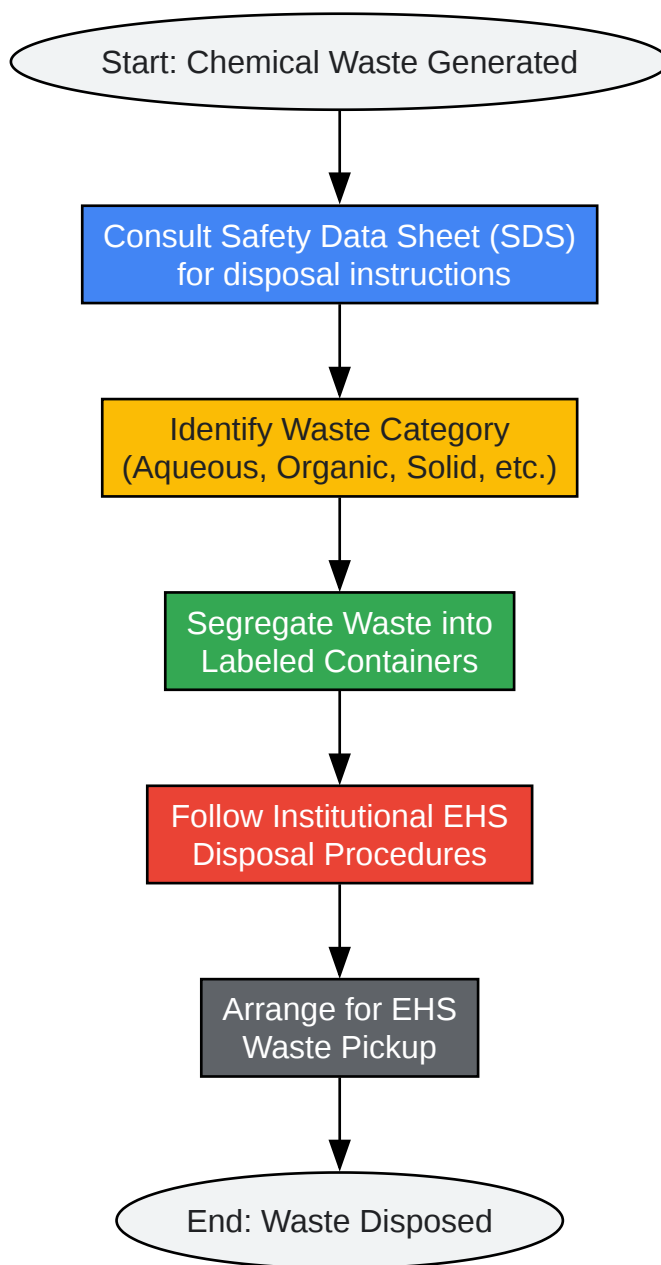 Start: Chemical Waste Generated
Consult Safety Data Sheet (SDS)
for disposal instructions
Identify Waste Category
(Aqueous, Organic, Solid, etc.)
Segregate Waste into
Labeled Containers
Follow Institutional EHS
Disposal Procedures
Arrange for EHS
Waste Pickup
End: Waste Disposed